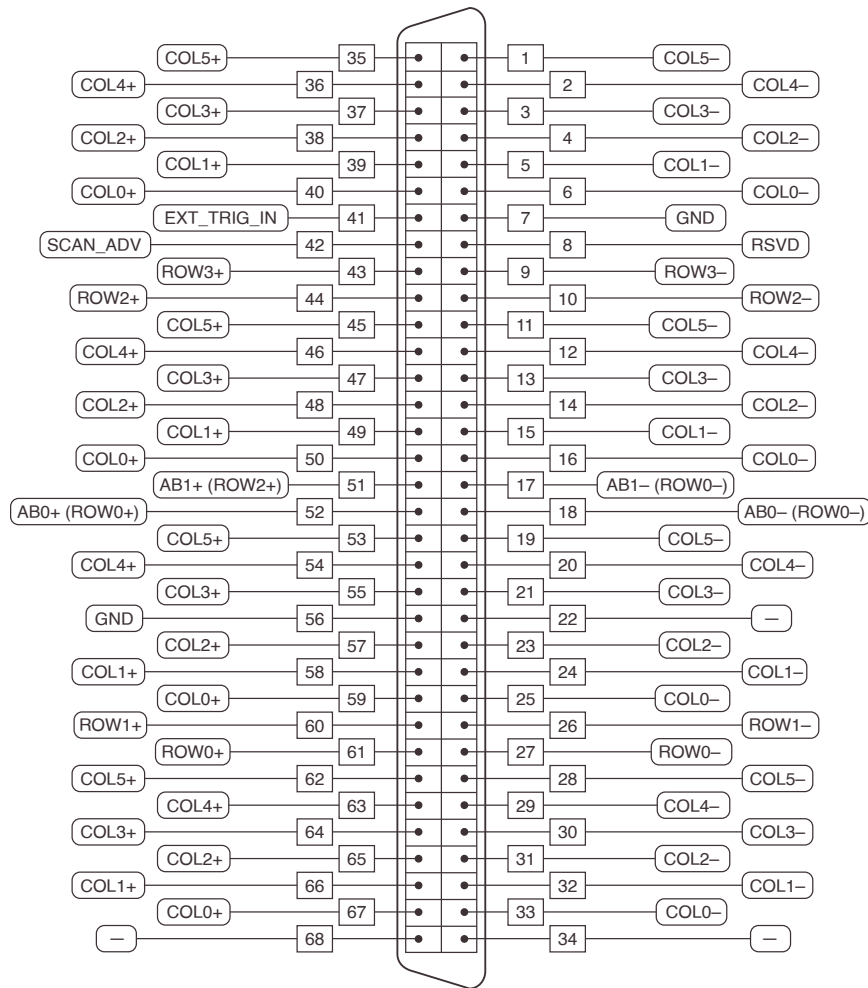 COL5+ 35 1 COL5–
COL4+ 36 2 COL4–
COL3+ 37 3 COL3–
COL2+ 38 4 COL2–
COL1+ 39 5 COL1–
COL0+ 40 6 COL0–
EXT_TRIG_IN 41 7 GND
SCAN_ADV 42 8 RSVD
ROW3+ 43 9 ROW3–
ROW2+ 44 10 ROW2–
COL5+ 45 11 COL5–
COL4+ 46 12 COL4–
COL3+ 47 13 COL3–
COL2+ 48 14 COL2–
COL1+ 49 15 COL1–
COL0+ 50 16 COL0–
AB1+ (ROW2+) 51 17 AB1– (ROW0–)
AB0+ (ROW0+) 52 18 AB0– (ROW0–)
COL5+ 53 19 COL5–
COL4+ 54 20 COL4–
COL3+ 55 21 COL3–
GND 56 22 —
COL2+ 57 23 COL2–
COL1+ 58 24 COL1–
COL0+ 59 25 COL0–
ROW1+ 60 26 ROW1–
ROW0+ 61 27 ROW0–
COL5+ 62 28 COL5–
COL4+ 63 29 COL4–
COL3+ 64 30 COL3–
COL2+ 65 31 COL2–
COL1+ 66 32 COL1–
COL0+ 67 33 COL0–
— 68 34 —